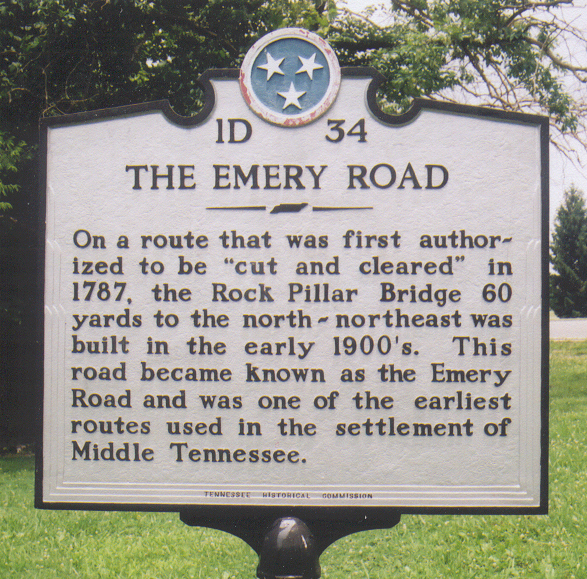 1D 34
THE EMERY ROAD
On a route that was first author-
ized to be "cut and cleared" in
1787, the Rock Pillar Bridge 60
yards to the north-northeast was
built in the early 1900's. This
road became known as the Emery
Road and was one of the earliest
routes used in the settlement of
Middle Tennessee.
TENNESSEE HISTORICAL COMMISSION